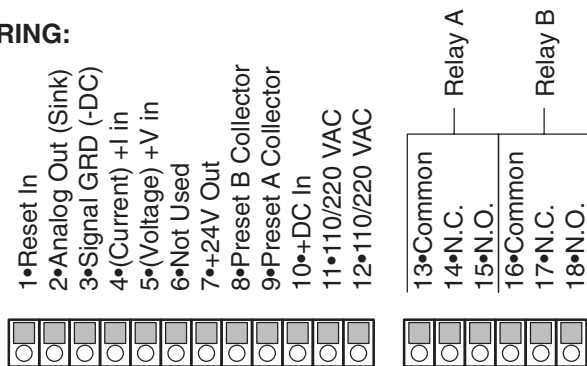 RING:
1•Reset In
2•Analog Out (Sink)
3•Signal GRD (-DC)
4•(Current) +I in
5•(Voltage) +V in
6•Not Used
7•+24V Out
8•Preset B Collector
9•Preset A Collector
10•+DC In
11•110/220 VAC
12•110/220 VAC
Relay A
13•Common
14•N.C.
15•N.O.
Relay B
16•Common
17•N.C.
18•N.O.